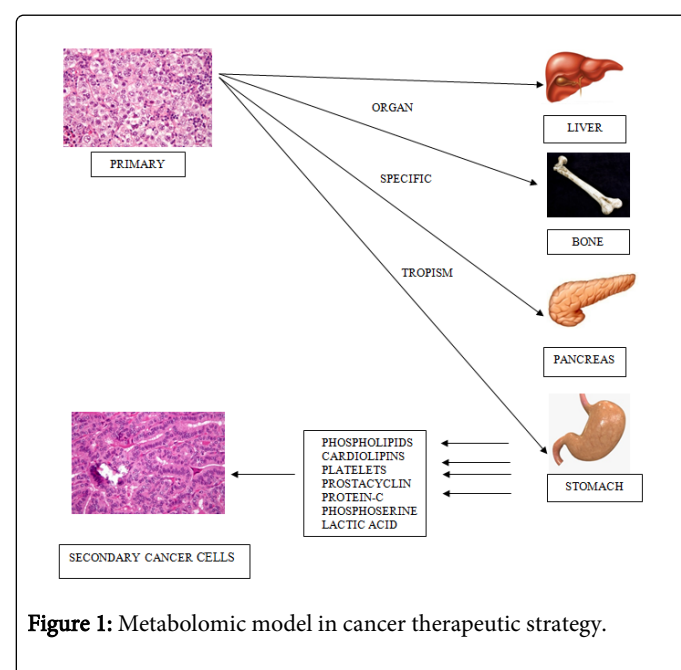 PRIMARY
ORGAN
SPECIFIC
TROPISM
LIVER
BONE
PANCREAS
STOMACH
PHOSPHOLIPIDS
CARDIOLIPINS
PLATELETS
PROSTACYCLIN
PROTEIN-C
PHOSPHOSERINE
LACTIC ACID
SECONDARY CANCER CELLS
Figure 1: Metabolomic model in cancer therapeutic strategy.